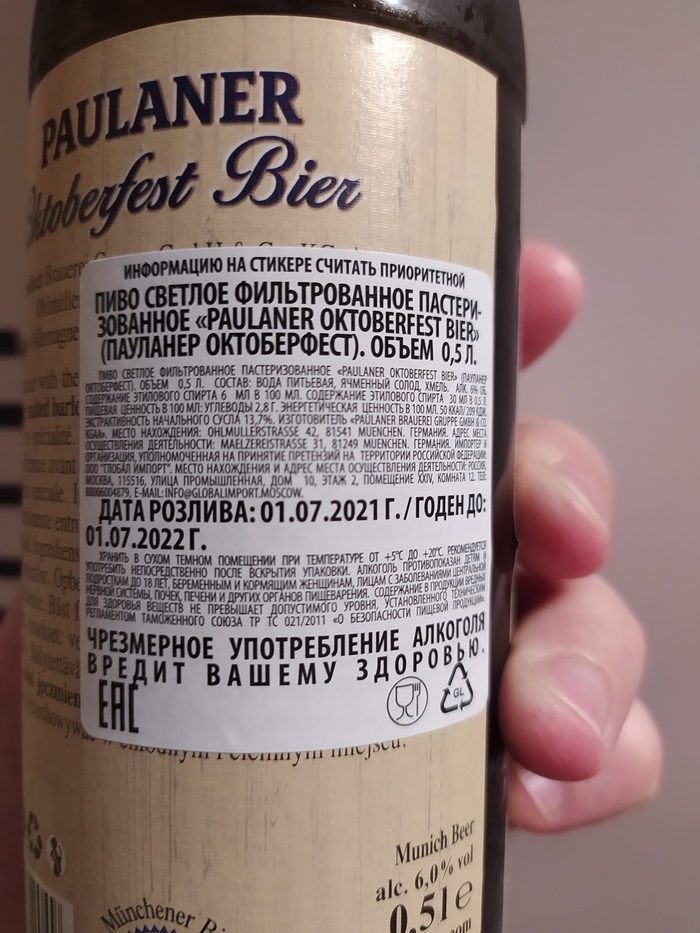 PAULANER
Oktoberfest Bier
ИНФОРМАЦИЮ НА СТИКЕРЕ СЧИТАТЬ ПРИОРИТЕТНОЙ
ПИВО СВЕТЛОЕ ФИЛЬТРОВАННОЕ ПАСТЕРИ-
ЗОВАННОЕ «PAULANER OKTOBERFEST BIER»
(ПАУЛАНЕР ОКТОБЕРФЕСТ). ОБЪЕМ 0,5 Л.
ПИВО СВЕТЛОЕ ФИЛЬТРОВАННОЕ ПАСТЕРИЗОВАННОЕ «PAULANER OKTOBERFEST BIER» (ПАУЛАНЕР
ОКТОБЕРФЕСТ). ОБЪЕМ 0,5 Л. СОСТАВ: ВОДА ПИТЬЕВАЯ, ЯЧМЕННЫЙ СОЛОД, ХМЕЛЬ. АЛК. 6% ОБ.
СОДЕРЖАНИЕ ЭТИЛОВОГО СПИРТА 6 МЛ В 100 МЛ. СОДЕРЖАНИЕ ЭТИЛОВОГО СПИРТА 30 МЛ В 0,5 Л.
ПИЩЕВАЯ ЦЕННОСТЬ В 100 МЛ: УГЛЕВОДЫ 2,8 Г. ЭНЕРГЕТИЧЕСКАЯ ЦЕННОСТЬ В 100 МЛ. 50 ККАЛ/ 209 КДЖ.
ЭКСТРАКТИВНОСТЬ НАЧАЛЬНОГО СУСЛА 13,7%. ИЗГОТОВИТЕЛЬ «PAULANER BRAUEREI GRUPPE GMBH & CO.
KGAA». МЕСТО НАХОЖДЕНИЯ: OHLMULLERSTRASSE 42, 81541 MUENCHEN. ГЕРМАНИЯ. АДРЕС МЕСТА
ОСУЩЕСТВЛЕНИЯ ДЕЯТЕЛЬНОСТИ: MAELZEREISTRASSE 31, 81249 MUENCHEN. ГЕРМАНИЯ. ИМПОРТЕР И
ОРГАНИЗАЦИЯ, УПОЛНОМОЧЕННАЯ НА ПРИНЯТИЕ ПРЕТЕНЗИЙ НА ТЕРРИТОРИИ РОССИЙСКОЙ ФЕДЕРАЦИИ:
ООО "ГЛОБАЛ ИМПОРТ". МЕСТО НАХОЖДЕНИЯ И АДРЕС МЕСТА ОСУЩЕСТВЛЕНИЯ ДЕЯТЕЛЬНОСТИ: РОССИЯ,
МОСКВА, 115516, УЛИЦА ПРОМЫШЛЕННАЯ, ДОМ 10, ЭТАЖ 2, ПОМЕЩЕНИЕ XXIV, КОМНАТА 12. ТЕЛ:
88006004879, E-MAIL: INFO@GLOBALIMPORT.MOSCOW.
ДАТА РОЗЛИВА: 01.07.2021 Г. / ГОДЕН ДО:
01.07.2022 Г.
ХРАНИТЬ В СУХОМ ТЕМНОМ ПОМЕЩЕНИИ ПРИ ТЕМПЕРАТУРЕ ОТ +5°С ДО +20°С. РЕКОМЕНДУЕТСЯ
УПОТРЕБИТЬ НЕПОСРЕДСТВЕННО ПОСЛЕ ВСКРЫТИЯ УПАКОВКИ. АЛКОГОЛЬ ПРОТИВОПОКАЗАН ДЕТЯМ И
ПОДРОСТКАМ ДО 18 ЛЕТ, БЕРЕМЕННЫМ И КОРМЯЩИМ ЖЕНЩИНАМ, ЛИЦАМ С ЗАБОЛЕВАНИЯМИ ЦЕНТРАЛЬНОЙ
НЕРВНОЙ СИСТЕМЫ, ПОЧЕК, ПЕЧЕНИ И ДРУГИХ ОРГАНОВ ПИЩЕВАРЕНИЯ. СОДЕРЖАНИЕ В ПРОДУКЦИИ ВРЕДНЫХ
ДЛЯ ЗДОРОВЬЯ ВЕЩЕСТВ НЕ ПРЕВЫШАЕТ ДОПУСТИМОГО УРОВНЯ, УСТАНОВЛЕННОГО ТЕХНИЧЕСКИМ
РЕГЛАМЕНТОМ ТАМОЖЕННОГО СОЮЗА ТР ТС 021/2011 «О БЕЗОПАСНОСТИ ПИЩЕВОЙ ПРОДУКЦИИ».
ЧРЕЗМЕРНОЕ УПОТРЕБЛЕНИЕ АЛКОГОЛЯ
ВРЕДИТ ВАШЕМУ ЗДОРОВЬЮ.
EAC
GL
Munich Beer
alc. 6,0% vol
0,5l e
Münchener